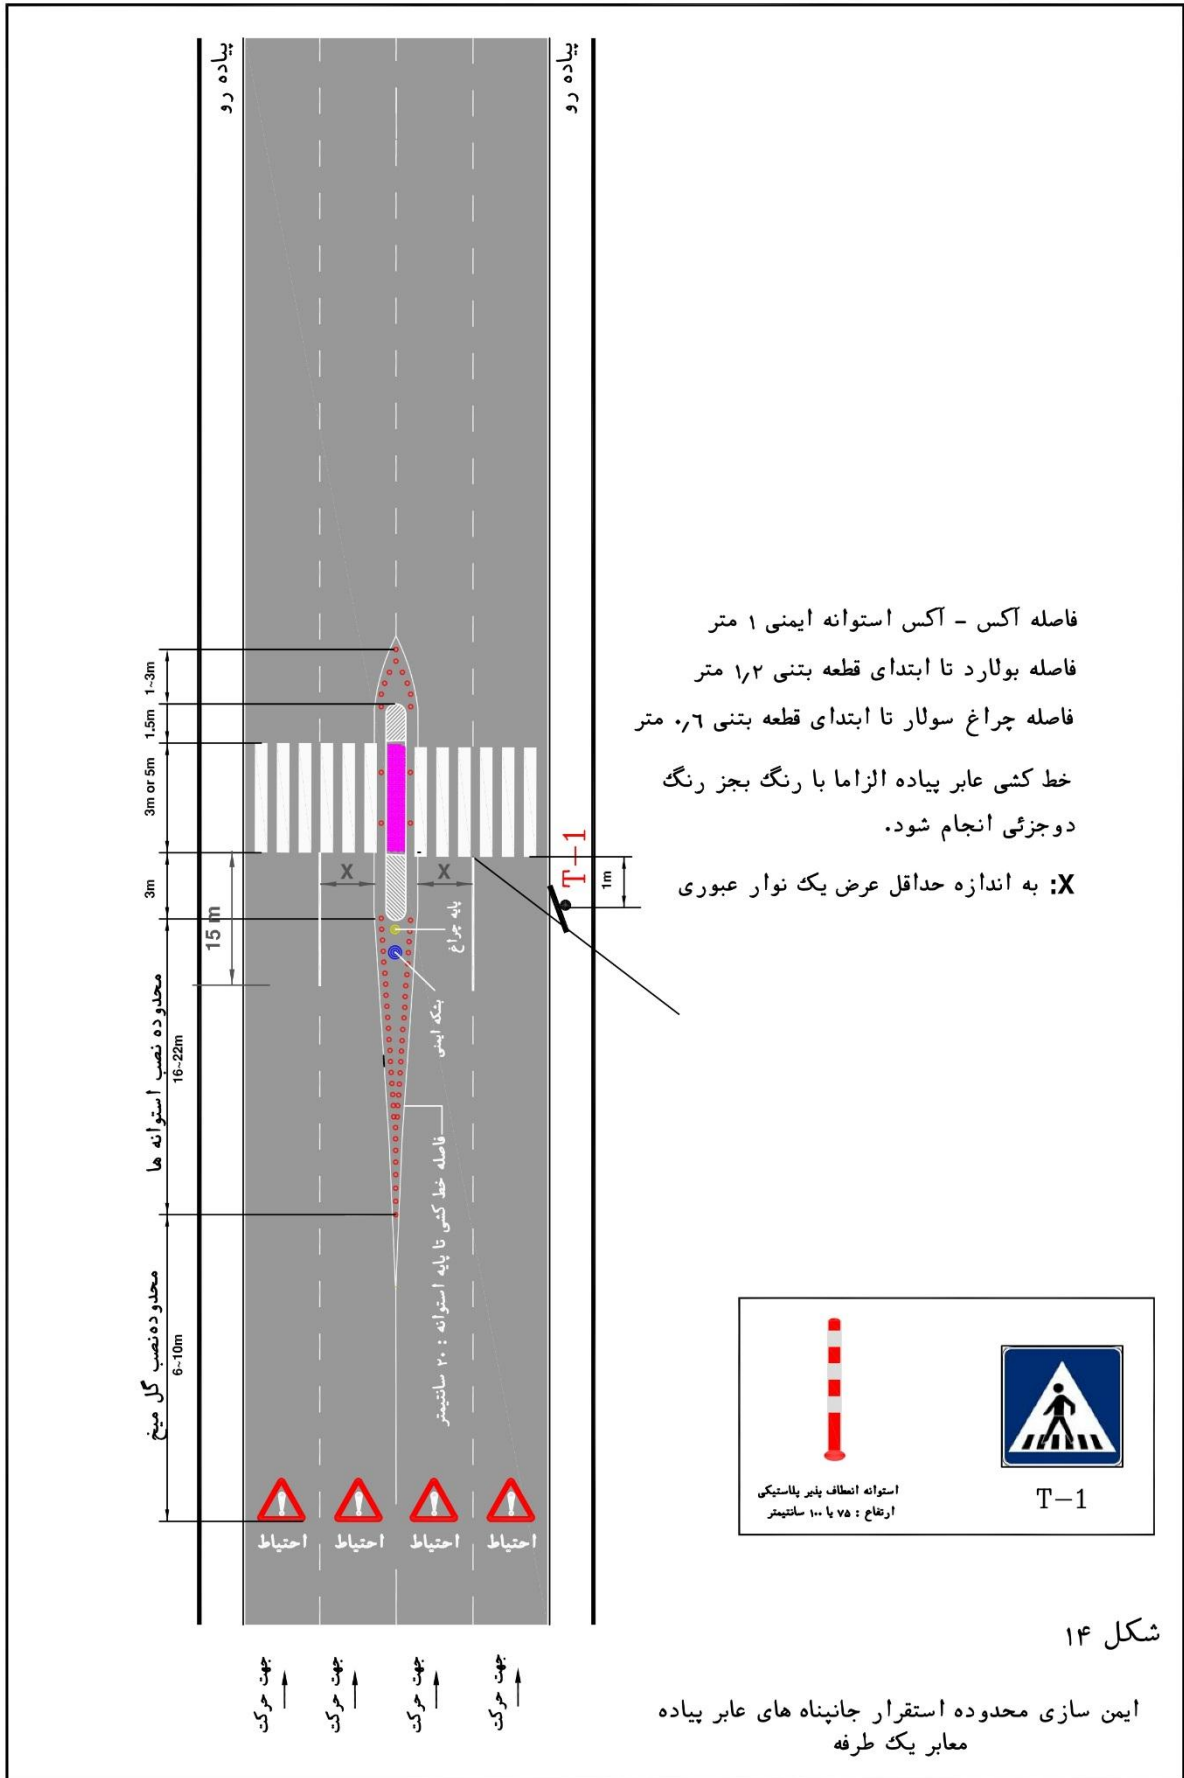 پیاده رو
پیاده رو
فاصله آکس - آکس استوانه ایمنی ۱ متر
فاصله بولارد تا ابتدای قطعه بتنی ۱٫۲ متر
فاصله چراغ سولار تا ابتدای قطعه بتنی ۰٫٦ متر
خط کشی عابر پیاده الزاما با رنگ بجز رنگ
دوجزئی انجام شود.
X: به اندازه حداقل عرض یک نوار عبوری
1~3m
1.5m
3m or 5m
3m
15 m
X
X
T-1
1m
پایه چراغ
بشکه ایمنی
محدوده نصب استوانه ها
16~22m
فاصله خط کشی تا پایه استوانه : ۲۰ سانتیمتر
محدوده نصب گل میخ
6~10m
استوانه انعطاف پذیر پلاستیکی
ارتفاع : ۷۵ یا ۱۰۰ سانتیمتر
T-1
احتیاط
احتیاط
احتیاط
احتیاط
جهت حرکت
جهت حرکت
جهت حرکت
جهت حرکت
شکل ۱۴
ایمن سازی محدوده استقرار جانپناه های عابر پیاده
معابر یک طرفه